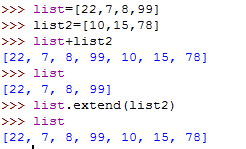 >>> list=[22,7,8,99]
>>> list2=[10,15,78]
>>> list+list2
[22, 7, 8, 99, 10, 15, 78]
>>> list
[22, 7, 8, 99]
>>> list.extend(list2)
>>> list
[22, 7, 8, 99, 10, 15, 78]